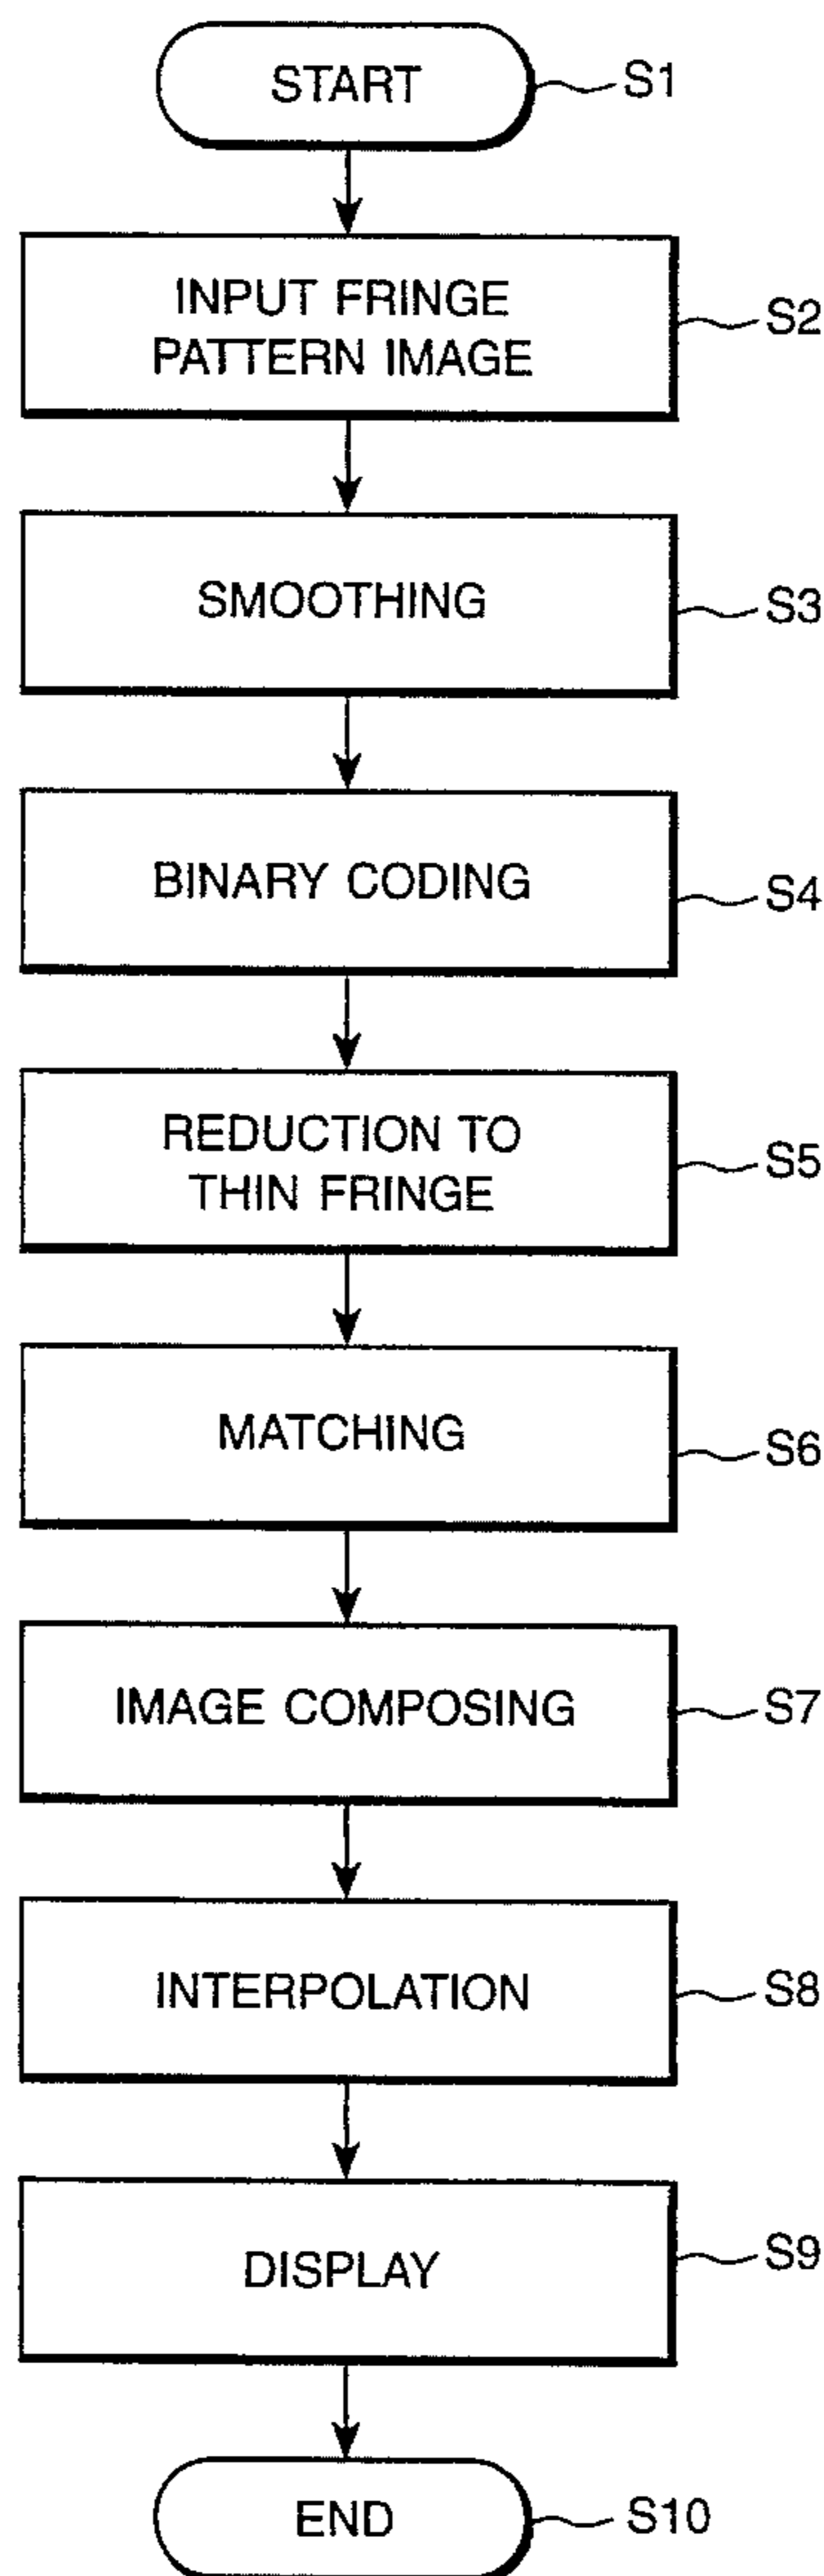 START
S1
INPUT FRINGE
PATTERN IMAGE
S2
SMOOTHING
S3
BINARY CODING
S4
REDUCTION TO
THIN FRINGE
S5
MATCHING
S6
IMAGE COMPOSING
S7
INTERPOLATION
S8
DISPLAY
S9
END
S10